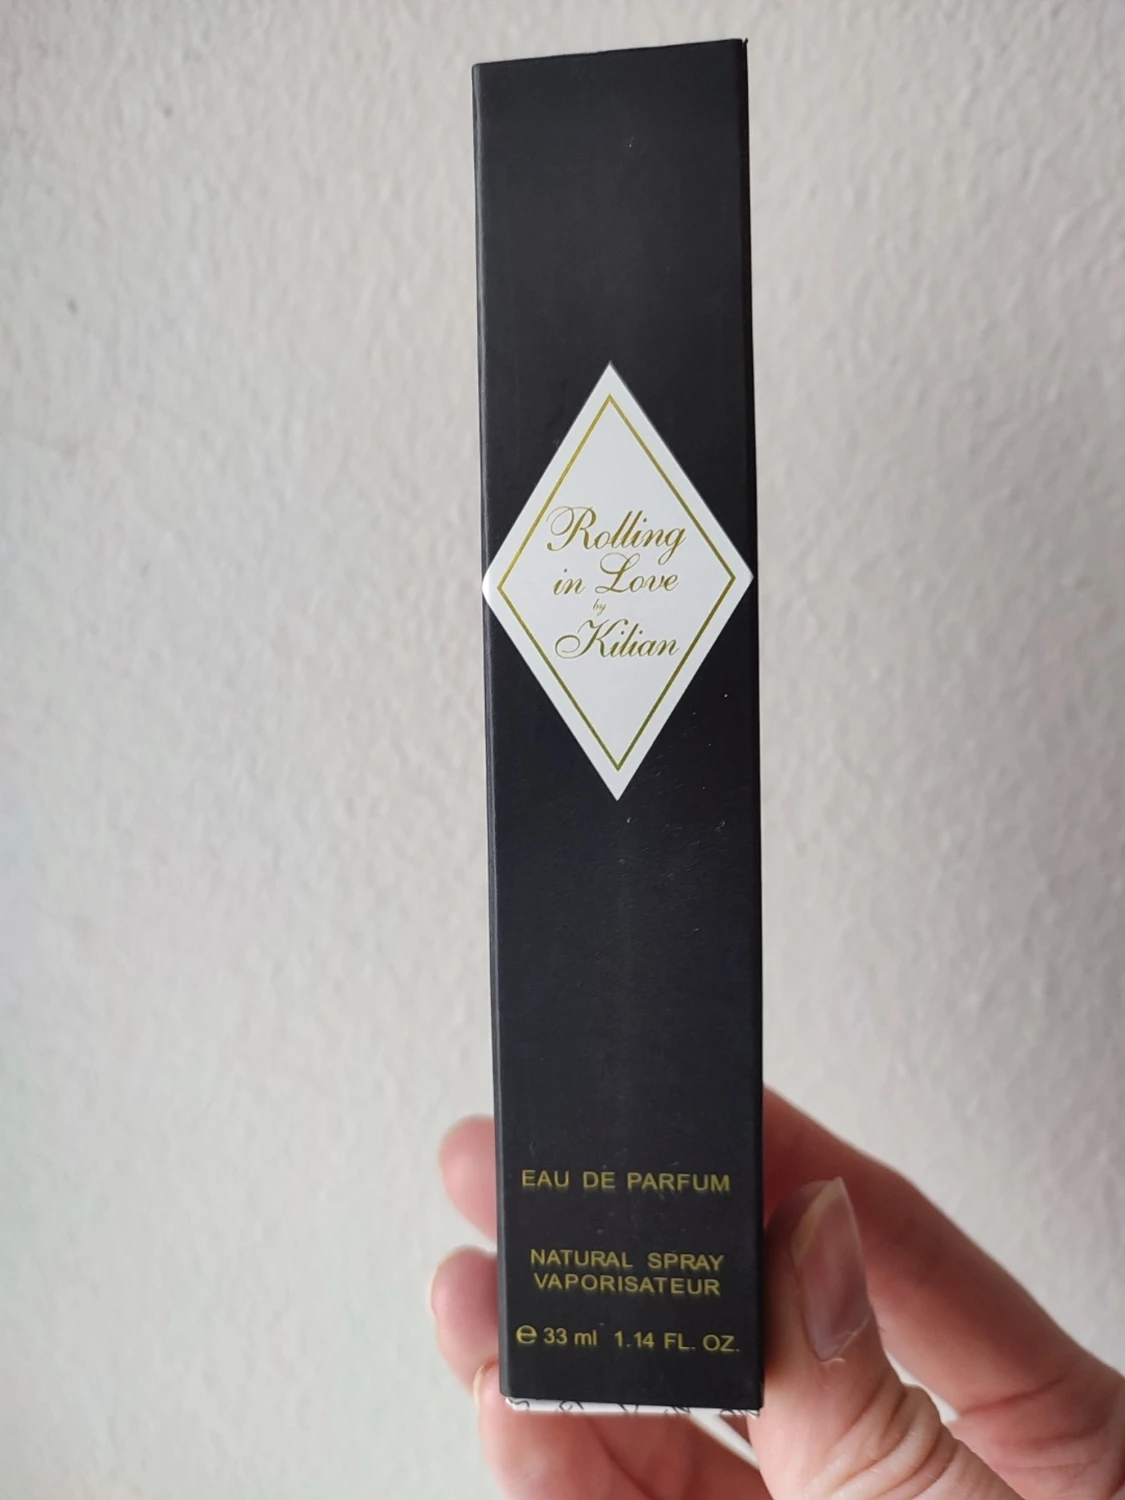 Rolling
in Love
by
Kilian
EAU DE PARFUM
NATURAL SPRAY
VAPORISATEUR
℮ 33 ml 1.14 FL. OZ.